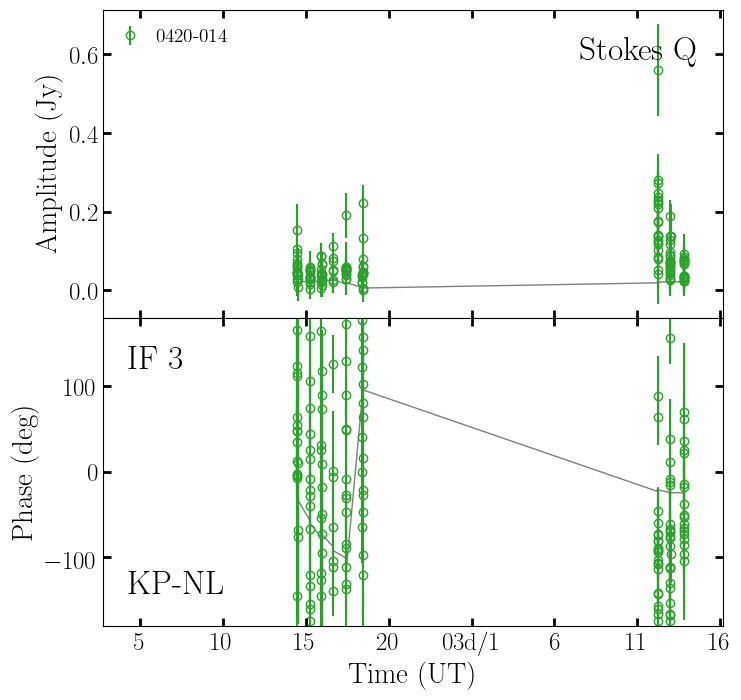 0420-014
Stokes Q
Amplitude (Jy)
0.6
0.4
0.2
0.0
IF 3
KP-NL
Phase (deg)
100
0
−100
5 10 15 20 03d/1 6 11 16
Time (UT)